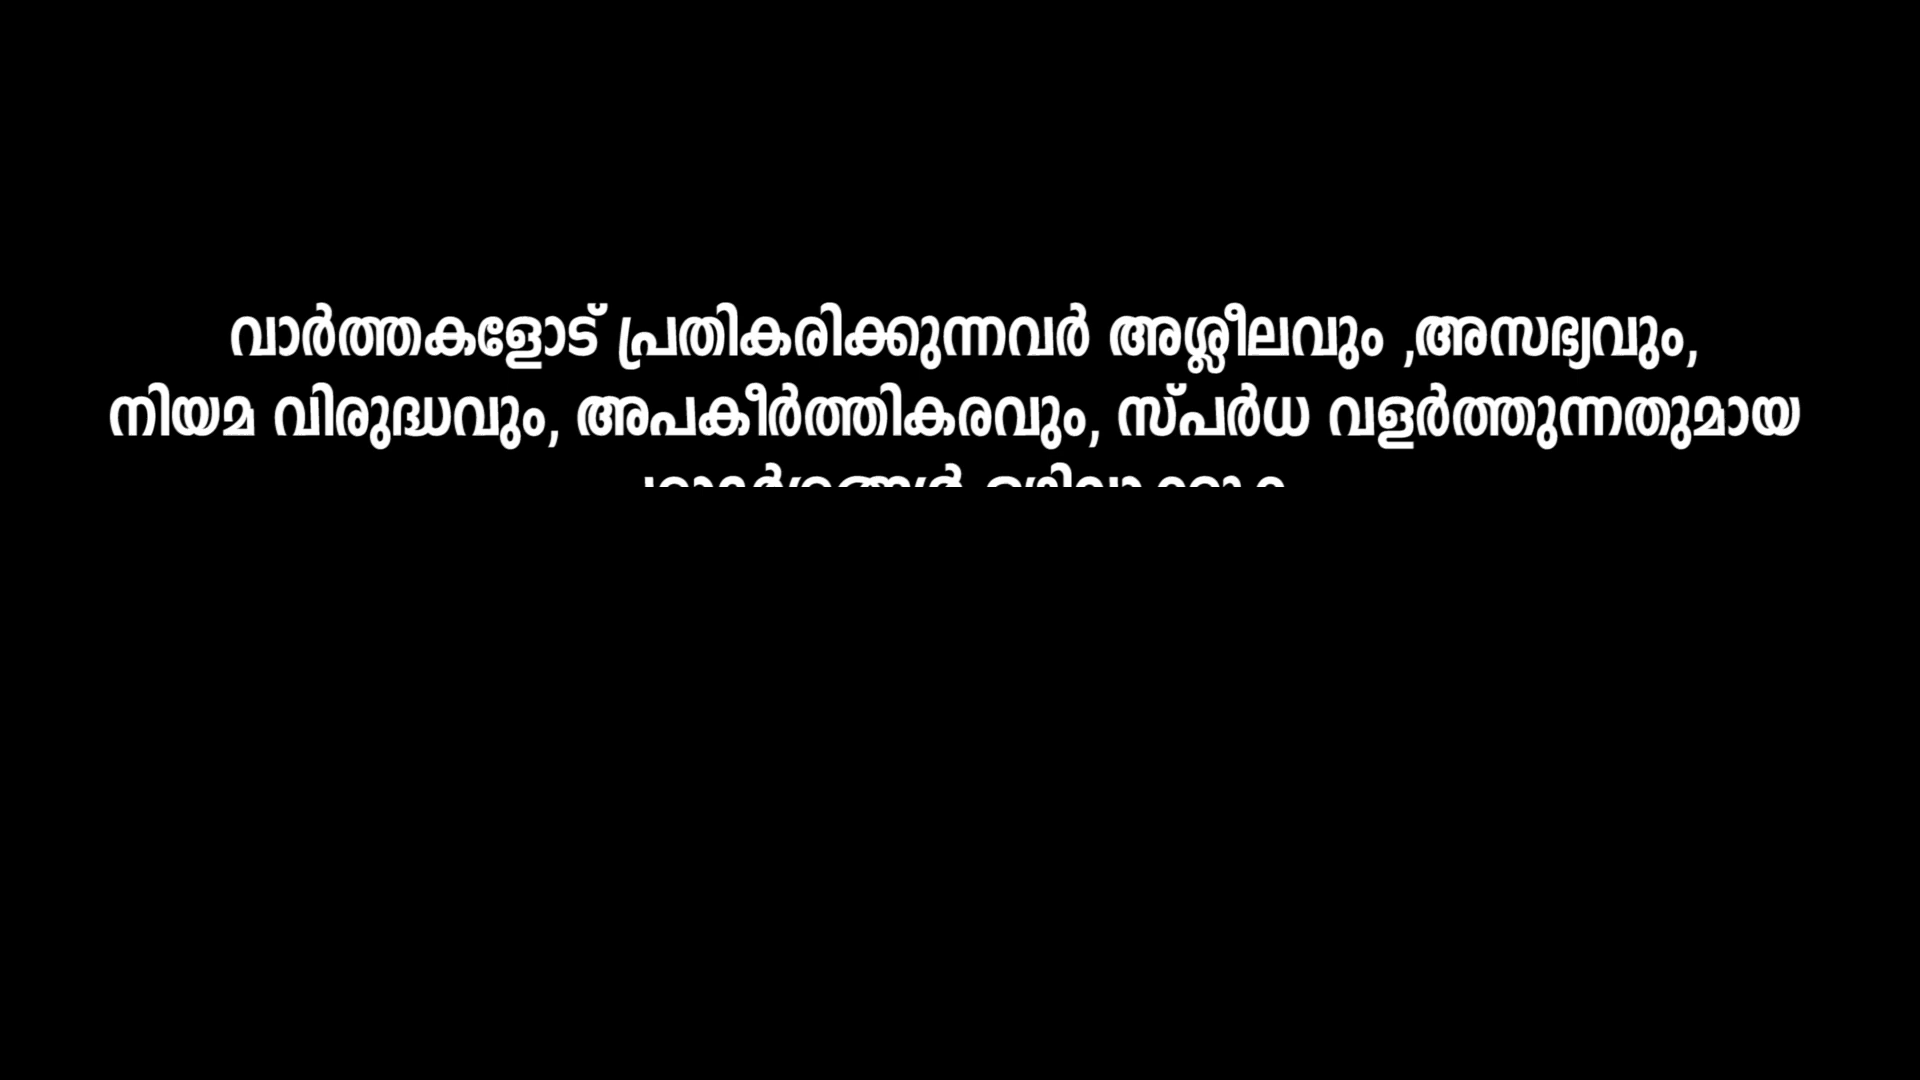 വാർത്തകളോട് പ്രതികരിക്കുന്നവർ അശ്ലീലവും ,അസഭ്യവും,
നിയമ വിരുദ്ധവും, അപകീർത്തികരവും, സ്പർധ വളർത്തുന്നതുമായ